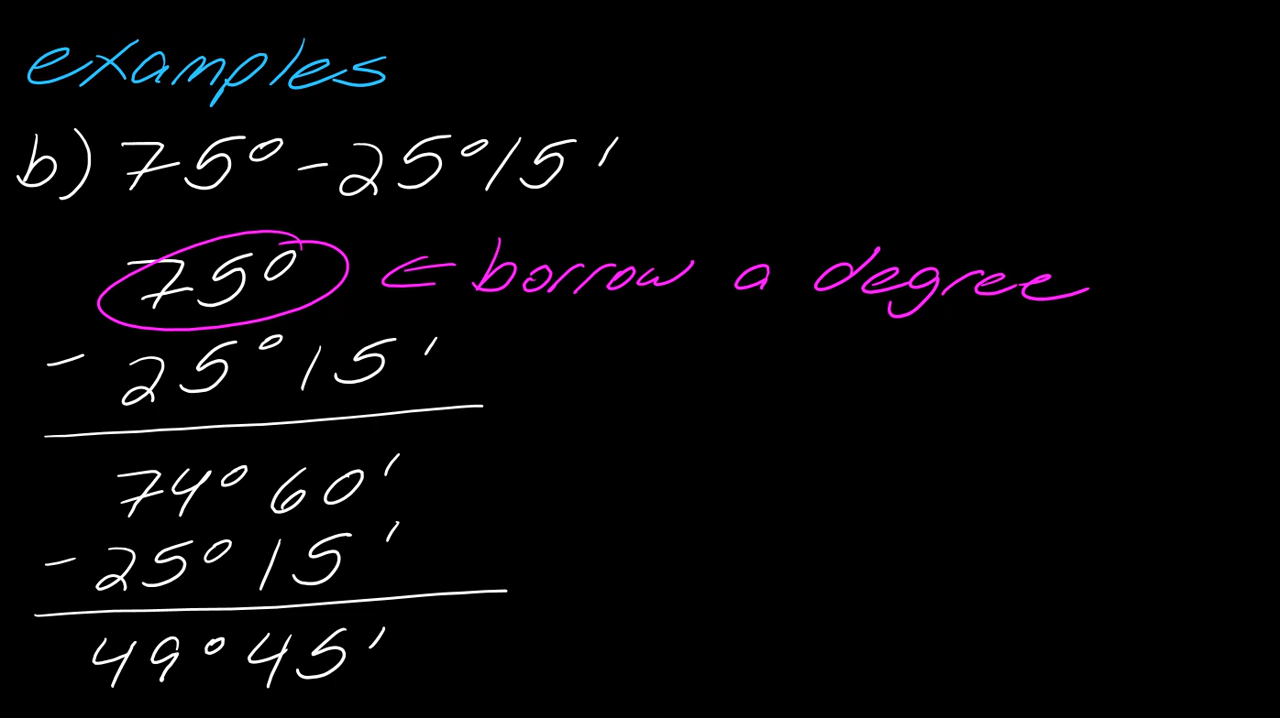 examples
b) 75° - 25°15'
75° ← borrow a degree
- 25°15'
74°60'
- 25°15'
49°45'